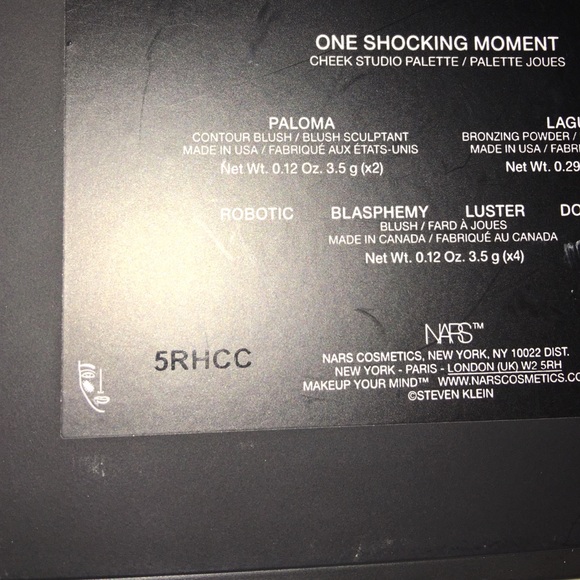 ONE SHOCKING MOMENT
CHEEK STUDIO PALETTE / PALETTE JOUES
PALOMA
CONTOUR BLUSH / BLUSH SCULPTANT
MADE IN USA / FABRIQUÉ AUX ÉTATS-UNIS
Net Wt. 0.12 Oz. 3.5 g (x2)
LAGU
BRONZING POWDER /
MADE IN USA / FABRI
Net Wt. 0.29
ROBOTIC BLASPHEMY LUSTER DO
BLUSH / FARD À JOUES
MADE IN CANADA / FABRIQUÉ AU CANADA
Net Wt. 0.12 Oz. 3.5 g (x4)
5RHCC
NARS™
NARS COSMETICS, NEW YORK, NY 10022 DIST.
NEW YORK - PARIS - LONDON (UK) W2 5RH
MAKEUP YOUR MIND™ WWW.NARSCOSMETICS.CO
©STEVEN KLEIN